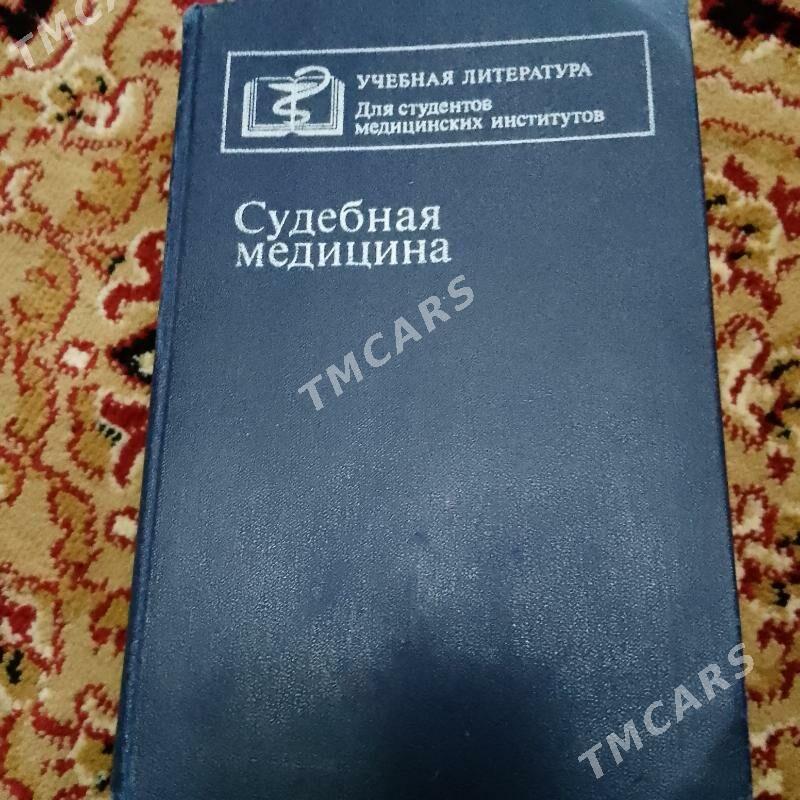 TMCARS
УЧЕБНАЯ ЛИТЕРАТУРА
Для студентов
медицинских институтов
Судебная
медицина
TMCARS
TMCARS